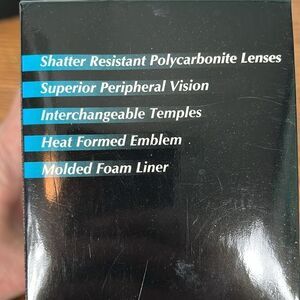 Shatter Resistant Polycarbonite Lenses
Superior Peripheral Vision
Interchangeable Temples
Heat Formed Emblem
Molded Foam Liner